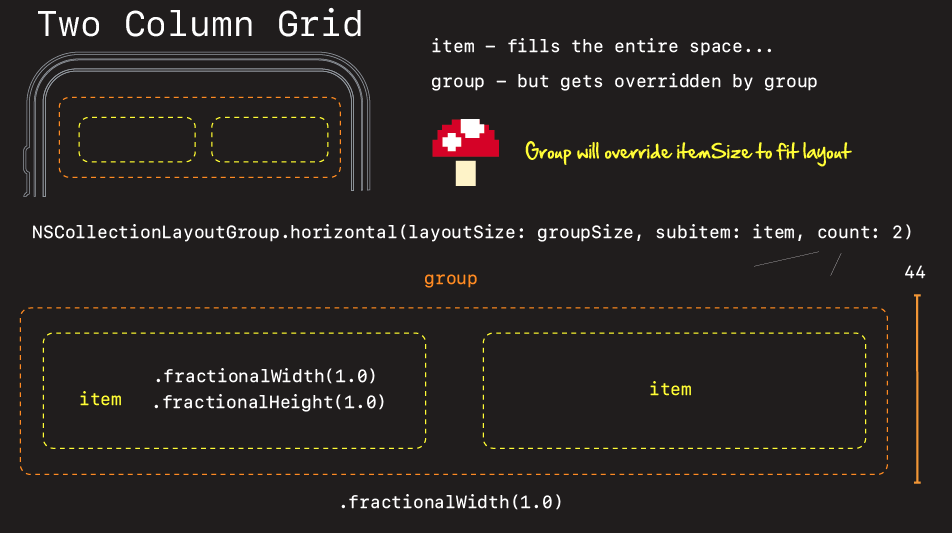 Two Column Grid
item – fills the entire space...
group – but gets overridden by group
Group will override itemSize to fit layout
NSCollectionLayoutGroup.horizontal(layoutSize: groupSize, subitem: item, count: 2)
44
group
.fractionalWidth(1.0)
item
.fractionalHeight(1.0)
item
.fractionalWidth(1.0)